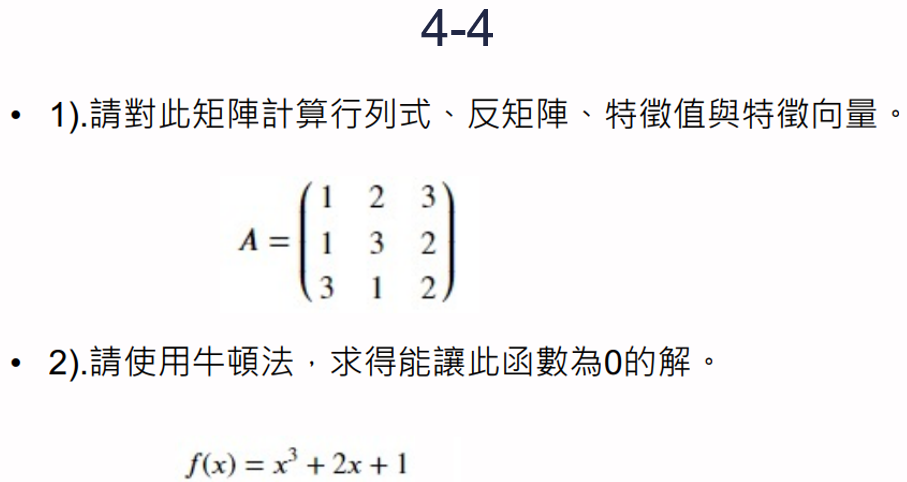 4-4
• 1).請對此矩陣計算行列式、反矩陣、特徵值與特徵向量。
1 2 3
A = 1 3 2
3 1 2
• 2).請使用牛頓法，求得能讓此函數為0的解。
f(x) = x³ + 2x + 1